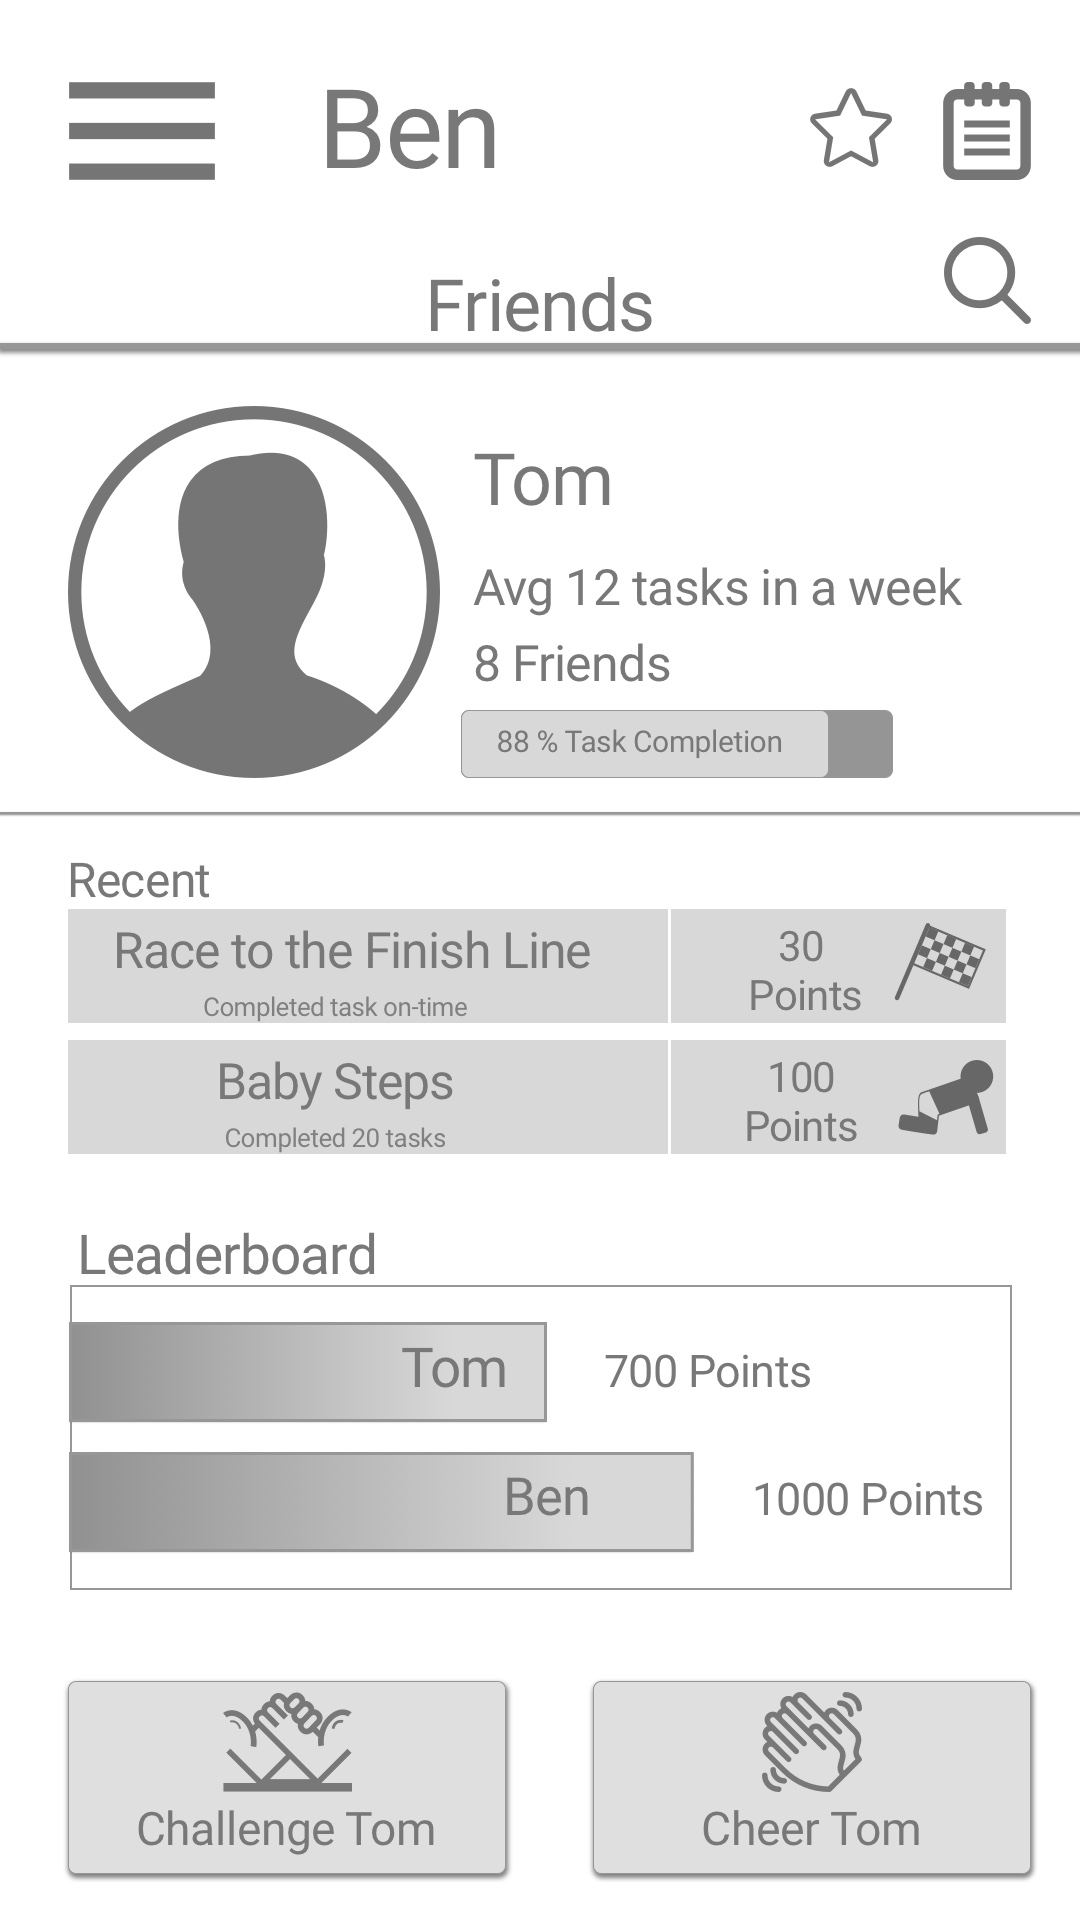 Ben
Friends
Tom
Avg 12 tasks in a week
8 Friends
88 % Task Completion
Recent
Race to the Finish Line
Completed task on-time
30
Points
Baby Steps
Completed 20 tasks
100
Points
Leaderboard
Tom
700 Points
Ben
1000 Points
Challenge Tom
Cheer Tom